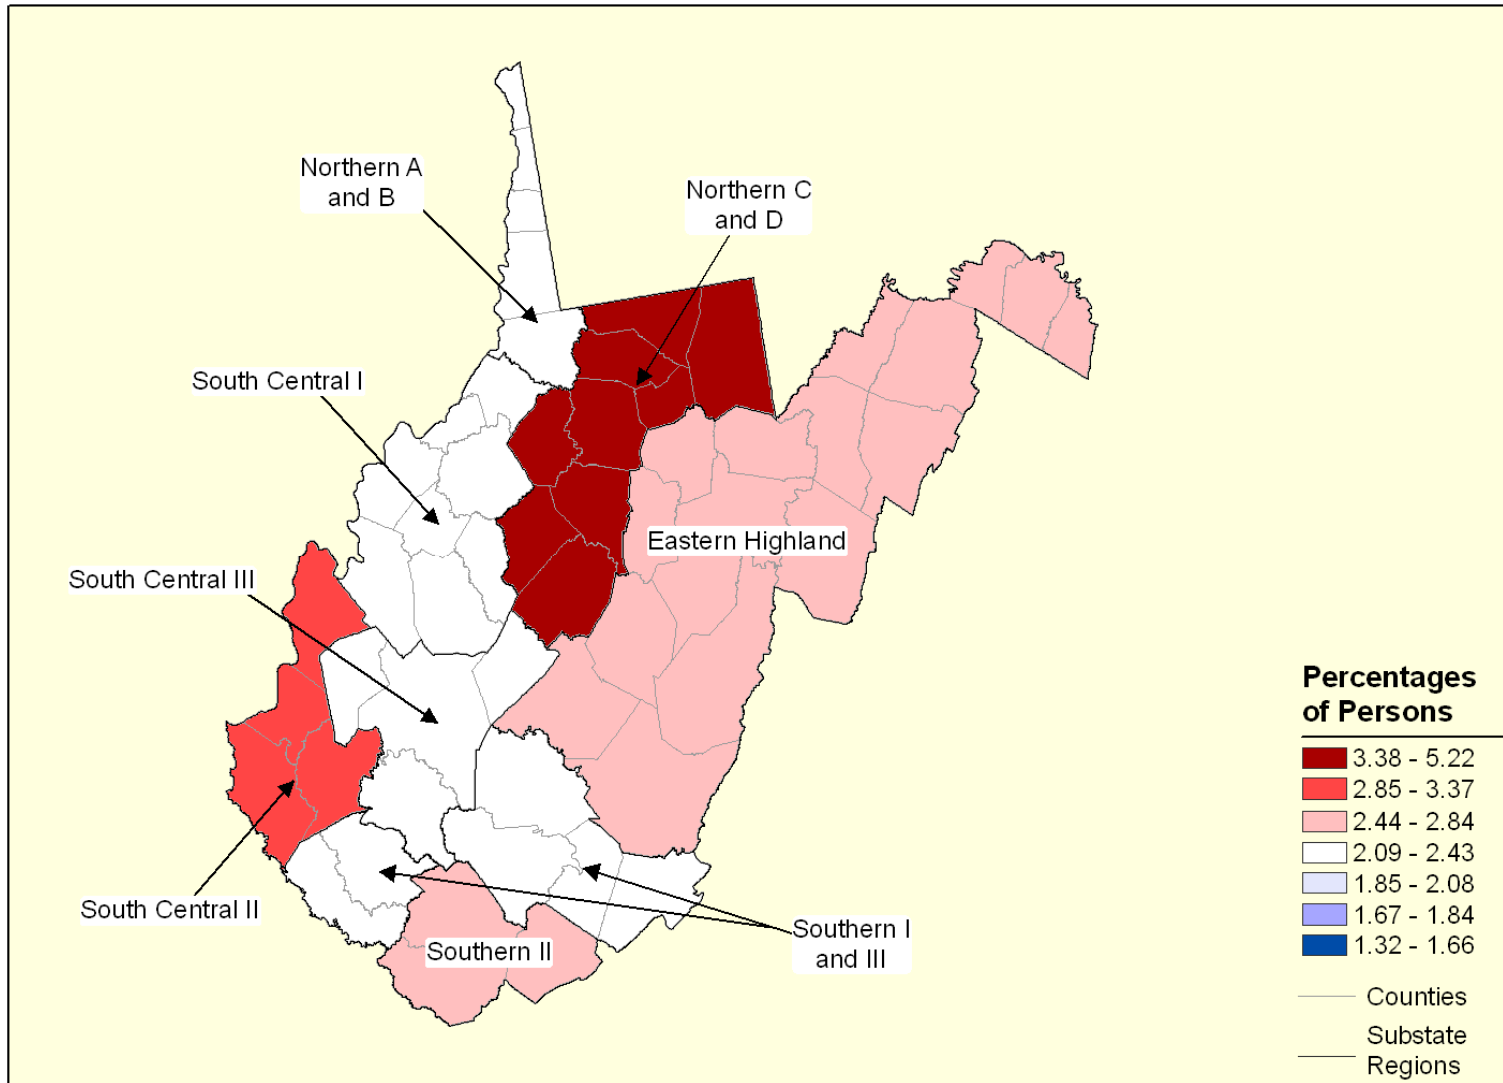 Northern A
and B
Northern C
and D
South Central I
Eastern Highland
South Central III
South Central II
Southern II
Southern I
and III
Percentages
of Persons
3.38 - 5.22
2.85 - 3.37
2.44 - 2.84
2.09 - 2.43
1.85 - 2.08
1.67 - 1.84
1.32 - 1.66
Counties
Substate
Regions